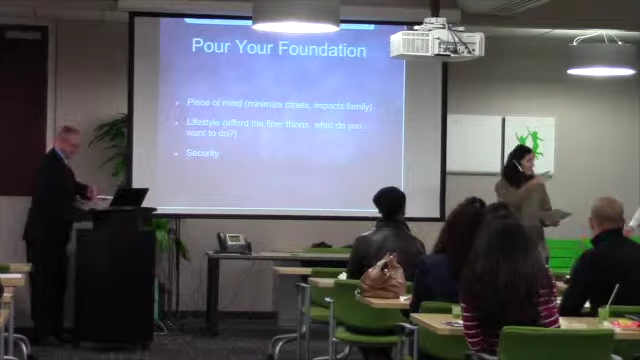 Pour Your Foundation
Piece of mind (minimize stress, impacts family)
Lifestyle (afford the finer things, what do you
want to do?)
Security